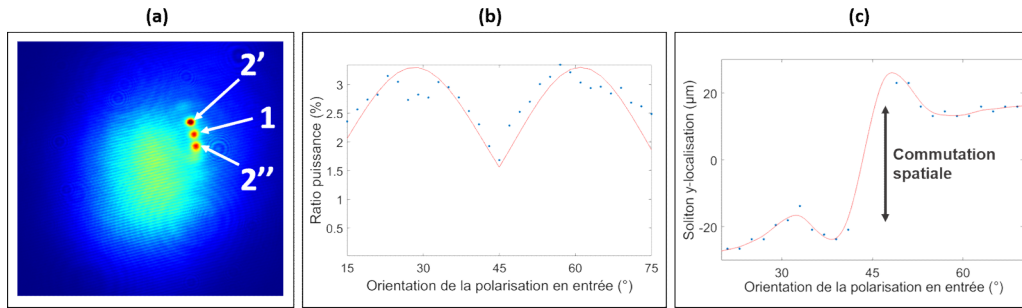 (a)
2'
1
2''
(b)
Ratio puissance (%)
3
2.5
2
1.5
1
0.5
15
30
45
60
75
Orientation de la polarisation en entrée (°)
(c)
Soliton y-localisation (µm)
20
0
-20
Commutation
spatiale
30
45
60
Orientation de la polarisation en entrée (°)